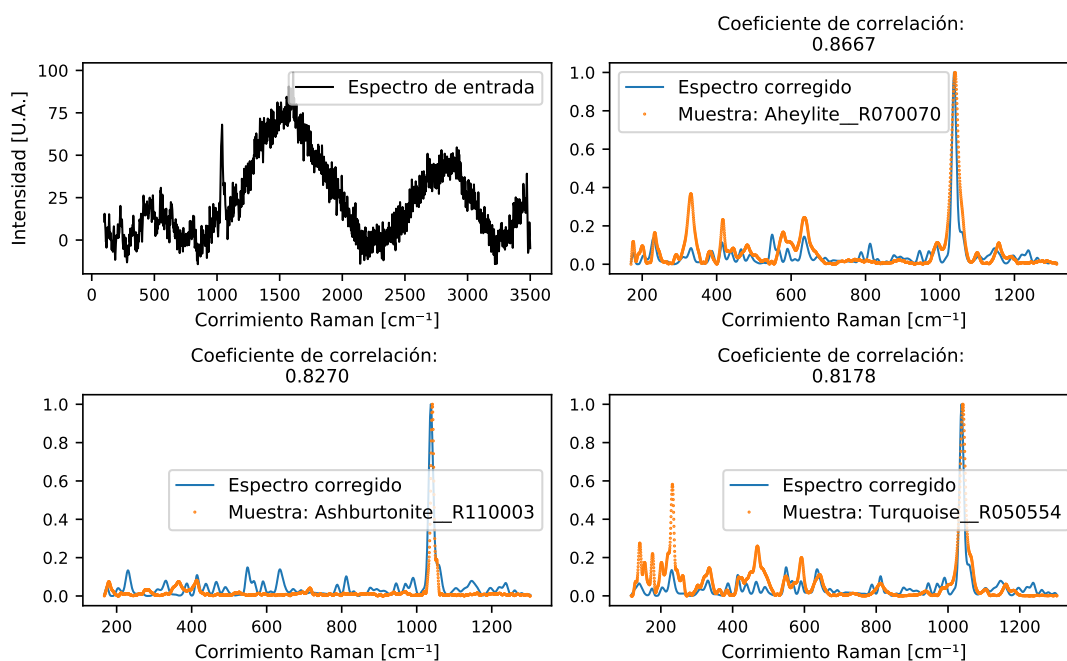 Espectro de entrada
Intensidad [U.A.]
100
75
50
25
0
0 500 1000 1500 2000 2500 3000 3500
Corrimiento Raman [cm⁻¹]
Coeficiente de correlación:
0.8667
Espectro corregido
Muestra: Aheylite__R070070
1.0
0.8
0.6
0.4
0.2
0.0
200 400 600 800 1000 1200
Corrimiento Raman [cm⁻¹]
Coeficiente de correlación:
0.8270
Espectro corregido
Muestra: Ashburtonite__R110003
1.0
0.8
0.6
0.4
0.2
0.0
200 400 600 800 1000 1200
Corrimiento Raman [cm⁻¹]
Coeficiente de correlación:
0.8178
Espectro corregido
Muestra: Turquoise__R050554
1.0
0.8
0.6
0.4
0.2
0.0
200 400 600 800 1000 1200
Corrimiento Raman [cm⁻¹]